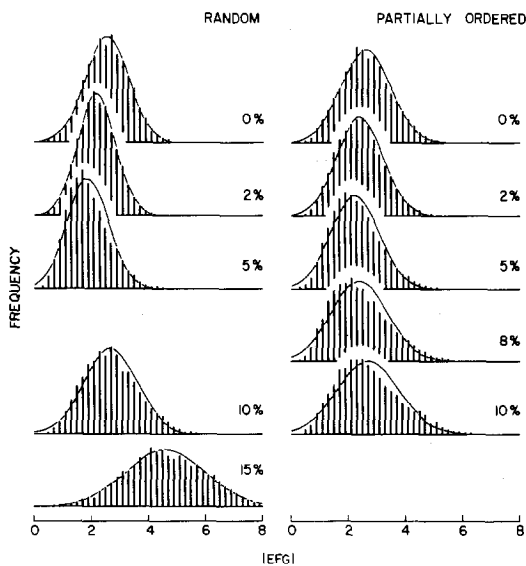 RANDOM
PARTIALLY ORDERED
0%
2%
5%
10%
15%
0%
2%
5%
8%
10%
FREQUENCY
0 2 4 6 8
0 2 4 6 8
|EFG|